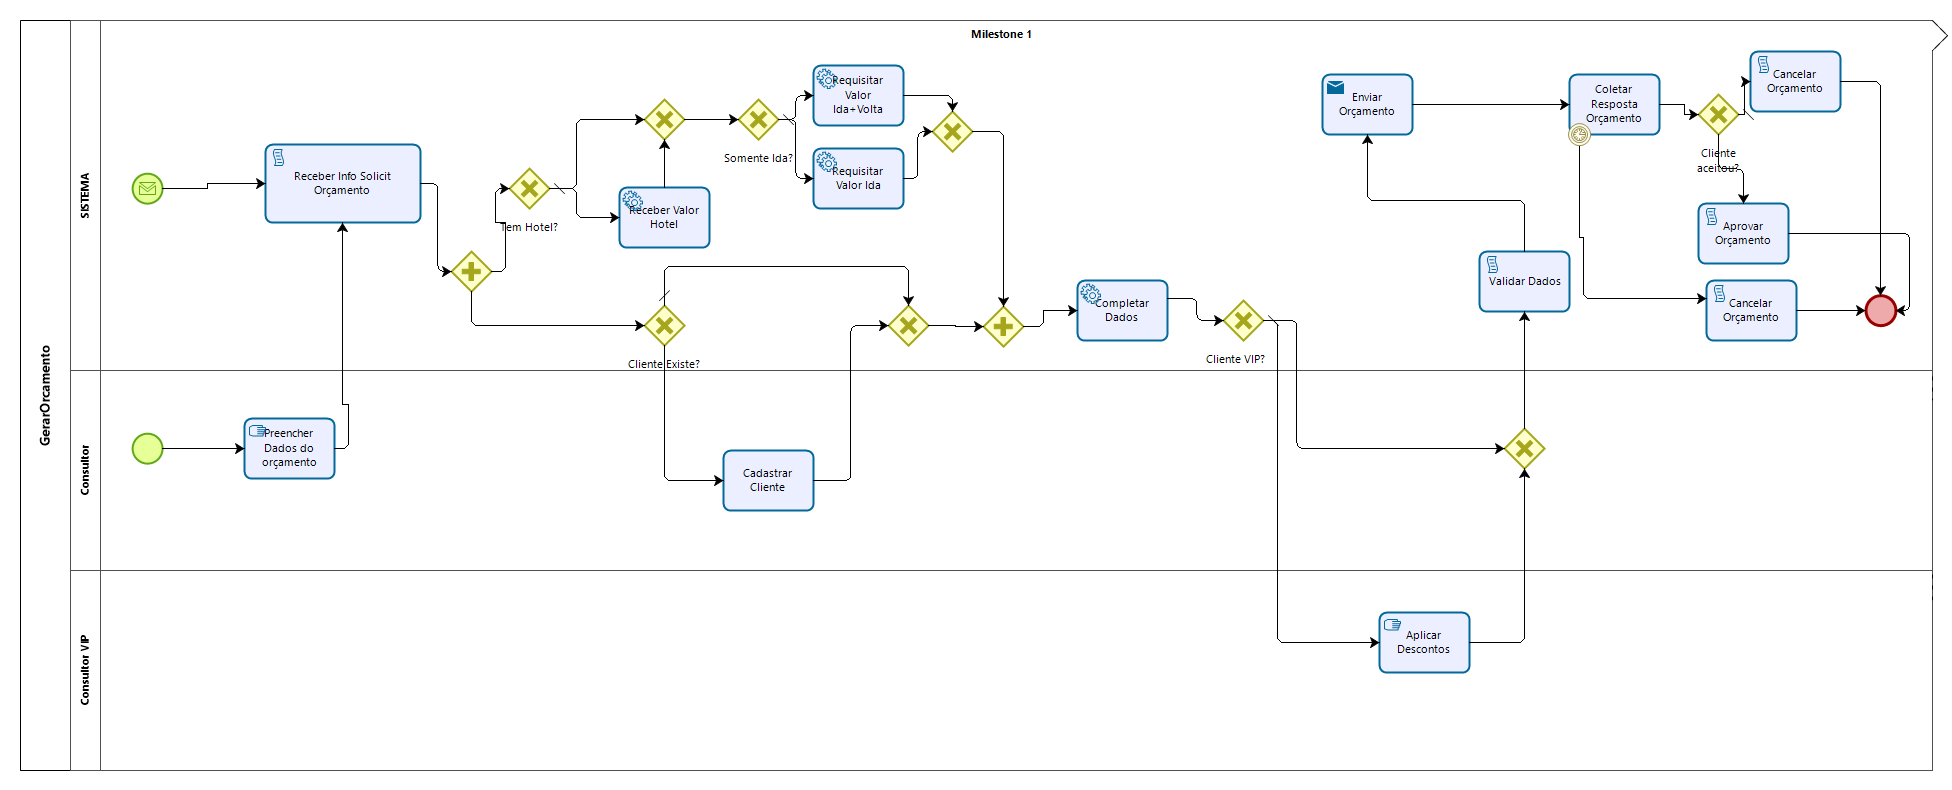 Milestone 1
GerarOrcamento
SISTEMA
Receber Info Solicit
Orçamento
Tem Hotel?
Receber Valor
Hotel
Somente Ida?
Requisitar
Valor
Ida+Volta
Requisitar
Valor Ida
Cliente Existe?
Completar
Dados
Cliente VIP?
Enviar
Orçamento
Validar Dados
Coletar
Resposta
Orçamento
Cliente
aceitou?
Cancelar
Orçamento
Aprovar
Orçamento
Cancelar
Orçamento
Consultor
Preencher
Dados do
orçamento
Cadastrar
Cliente
Consultor VIP
Aplicar
Descontos